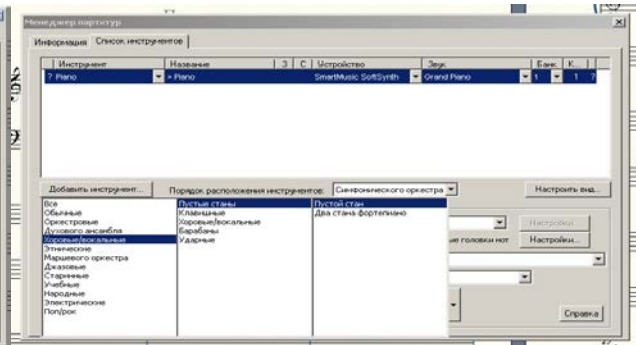 Менеджер партитур
Информация Список инструментов
Инструмент Название З С Устройство Звук Банк К...
? Piano » Piano SmartMusic SoftSynth Grand Piano 1 1 ?
Добавить инструмент... Порядок расположения инструментов: Симфонического оркестра Настроить вид...
Все Пустые станы Пустой стан
Обычные Клавишные Два стана фортепиано
Оркестровые Хоровые/вокальные
Духового ансамбля Барабаны Настройки...
Хоровые/вокальные Ударные ые головки нот Настройки...
Этнические
Маршевого оркестра
Джазовые
Старинные
Учебные
Народные
Электрические
Поп/рок Справка